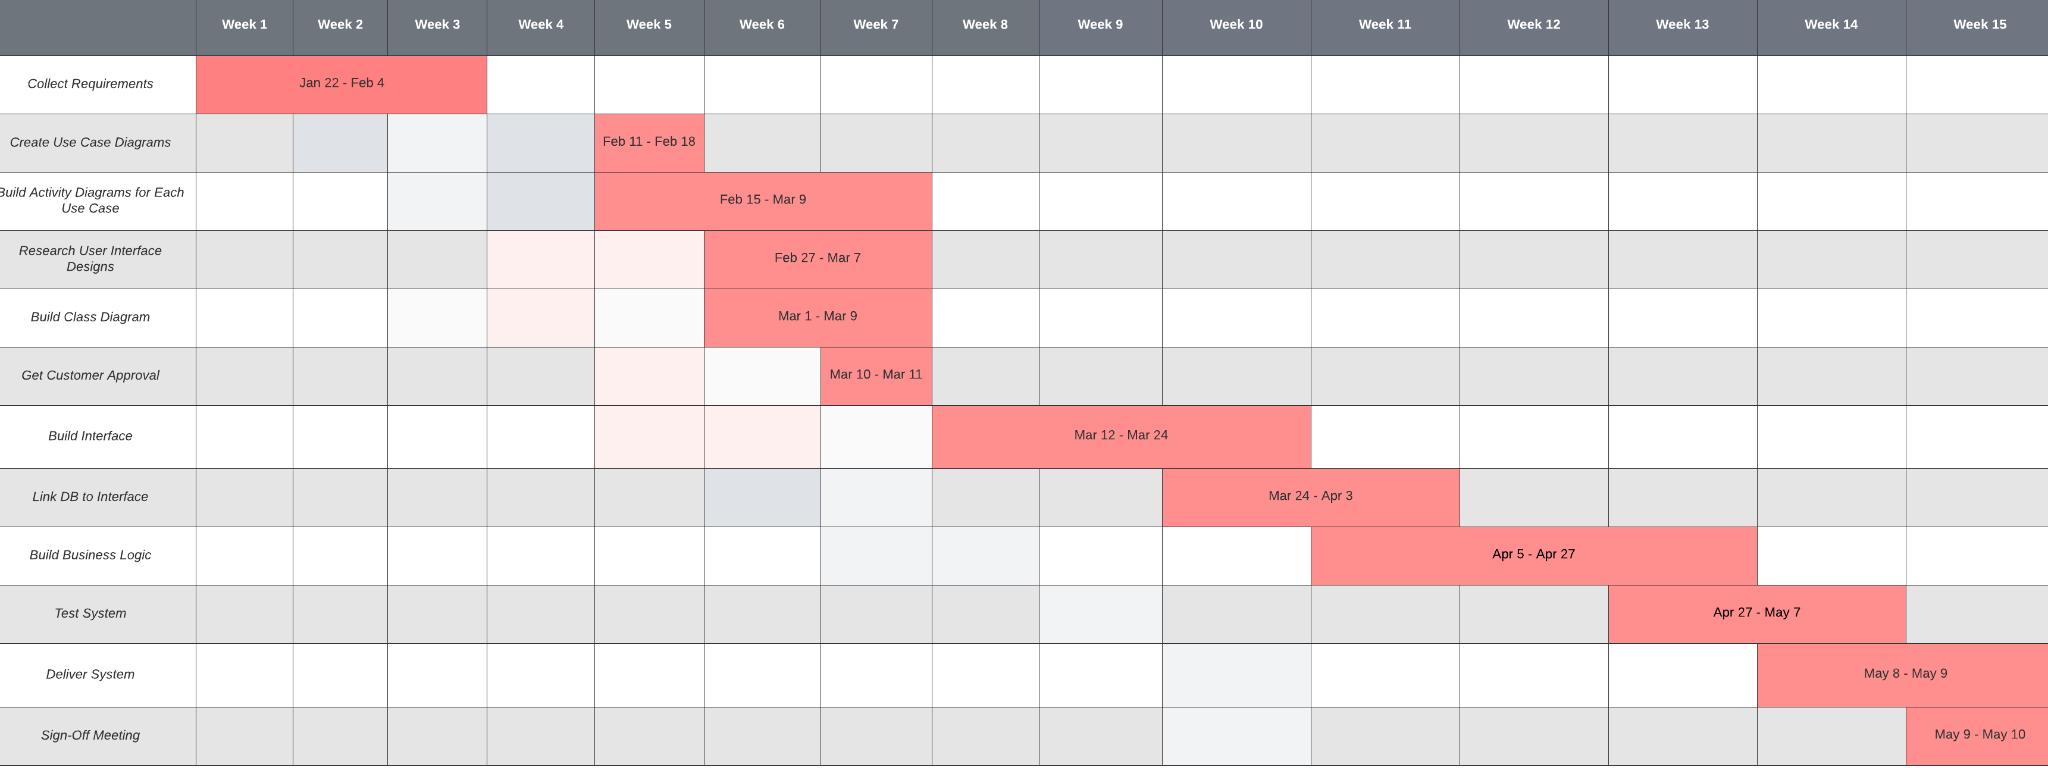 Week 1 Week 2 Week 3 Week 4 Week 5 Week 6 Week 7 Week 8 Week 9 Week 10 Week 11 Week 12 Week 13 Week 14 Week 15
Collect Requirements Jan 22 - Feb 4
Create Use Case Diagrams Feb 11 - Feb 18
Build Activity Diagrams for Each
Use Case
Feb 15 - Mar 9
Research User Interface
Designs
Feb 27 - Mar 7
Build Class Diagram Mar 1 - Mar 9
Get Customer Approval Mar 10 - Mar 11
Build Interface Mar 12 - Mar 24
Link DB to Interface Mar 24 - Apr 3
Build Business Logic Apr 5 - Apr 27
Test System Apr 27 - May 7
Deliver System May 8 - May 9
Sign-Off Meeting May 9 - May 10